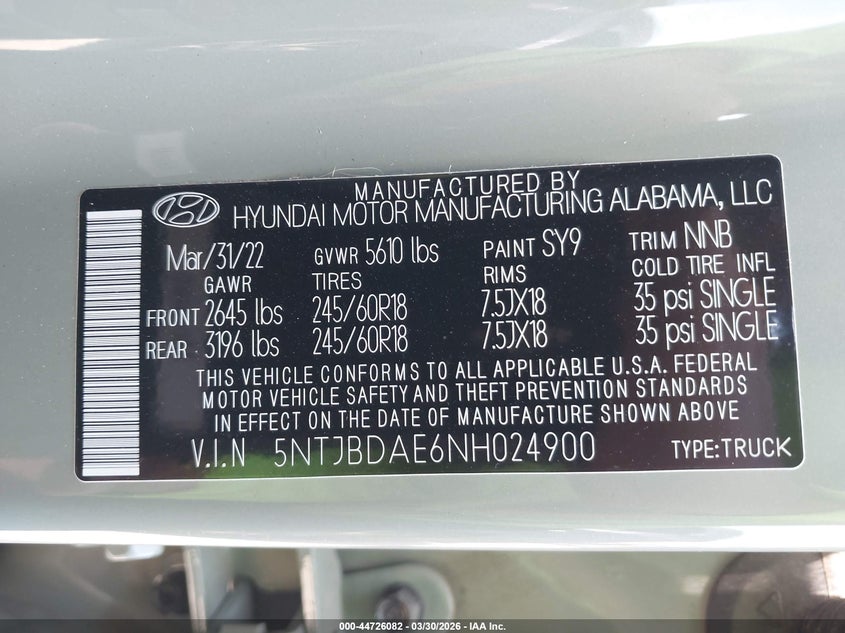 MANUFACTURED BY
HYUNDAI MOTOR MANUFACTURING ALABAMA, LLC
Mar/31/22 GVWR 5610 lbs PAINT SY9 TRIM NNB
GAWR TIRES RIMS COLD TIRE INFL
FRONT 2645 lbs 245/60R18 7.5JX18 35 psi SINGLE
REAR 3196 lbs 245/60R18 7.5JX18 35 psi SINGLE
THIS VEHICLE CONFORMS TO ALL APPLICABLE U.S.A. FEDERAL
MOTOR VEHICLE SAFETY AND THEFT PREVENTION STANDARDS
IN EFFECT ON THE DATE OF MANUFACTURE SHOWN ABOVE
V.I.N 5NTJBDAE6NH024900 TYPE:TRUCK
000-44726082 — 03/30/2026 — IAA Inc.